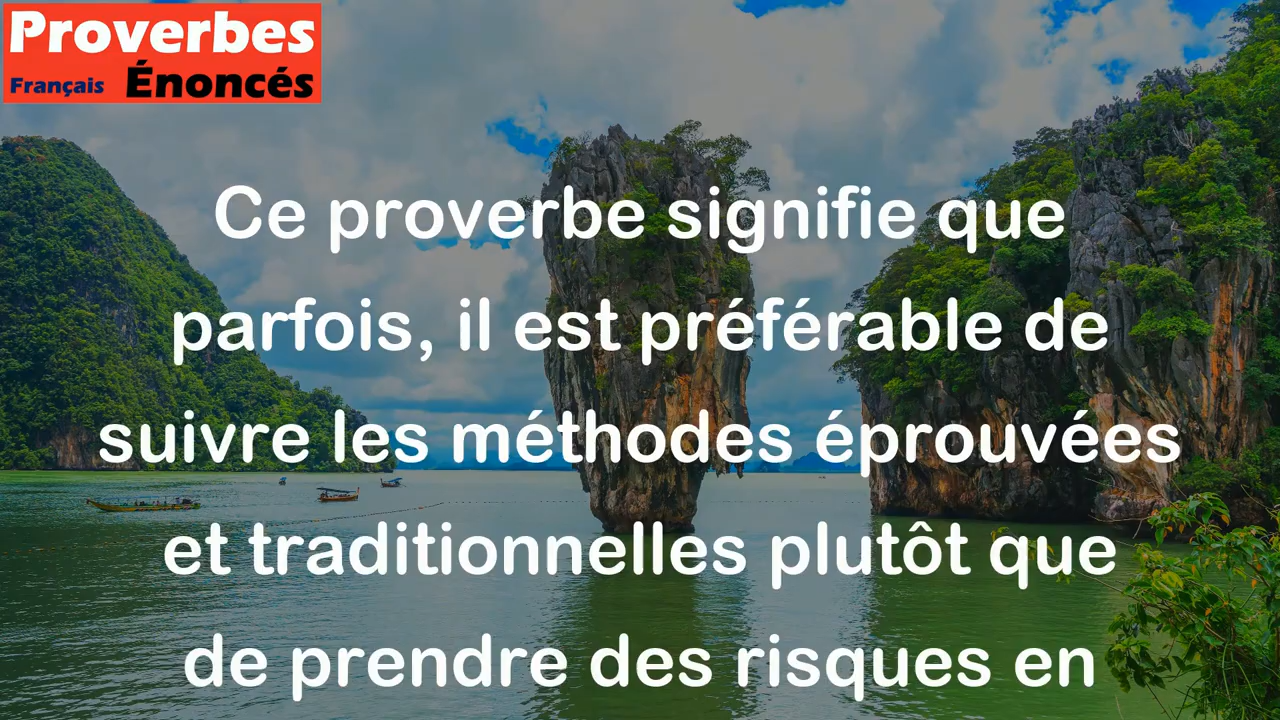 Proverbes
Français Énoncés
Ce proverbe signifie que
parfois, il est préférable de
suivre les méthodes éprouvées
et traditionnelles plutôt que
de prendre des risques en